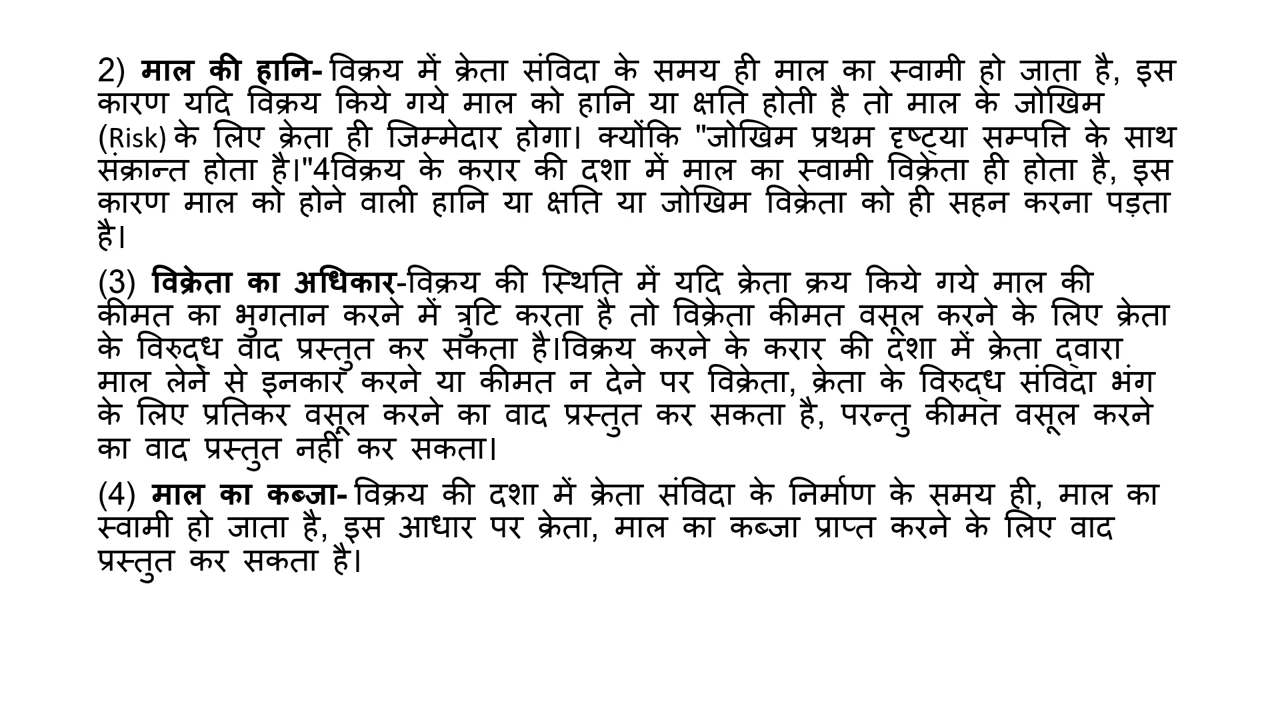 2) माल की हानि- विक्रय में क्रेता संविदा के समय ही माल का स्वामी हो जाता है, इस
कारण यदि विक्रय किये गये माल को हानि या क्षति होती है तो माल के जोखिम
(Risk) के लिए क्रेता ही जिम्मेदार होगा। क्योंकि "जोखिम प्रथम दृष्ट्या सम्पत्ति के साथ
संक्रान्त होता है।"4विक्रय के करार की दशा में माल का स्वामी विक्रेता ही होता है, इस
कारण माल को होने वाली हानि या क्षति या जोखिम विक्रेता को ही सहन करना पड़ता
है।
(3) विक्रेता का अधिकार-विक्रय की स्थिति में यदि क्रेता क्रय किये गये माल की
कीमत का भुगतान करने में त्रुटि करता है तो विक्रेता कीमत वसूल करने के लिए क्रेता
के विरुद्ध वाद प्रस्तुत कर सकता है।विक्रय करने के करार की दशा में क्रेता द्वारा
माल लेने से इनकार करने या कीमत न देने पर विक्रेता, क्रेता के विरुद्ध संविदा भंग
के लिए प्रतिकर वसूल करने का वाद प्रस्तुत कर सकता है, परन्तु कीमत वसूल करने
का वाद प्रस्तुत नहीं कर सकता।
(4) माल का कब्जा- विक्रय की दशा में क्रेता संविदा के निर्माण के समय ही, माल का
स्वामी हो जाता है, इस आधार पर क्रेता, माल का कब्जा प्राप्त करने के लिए वाद
प्रस्तुत कर सकता है।